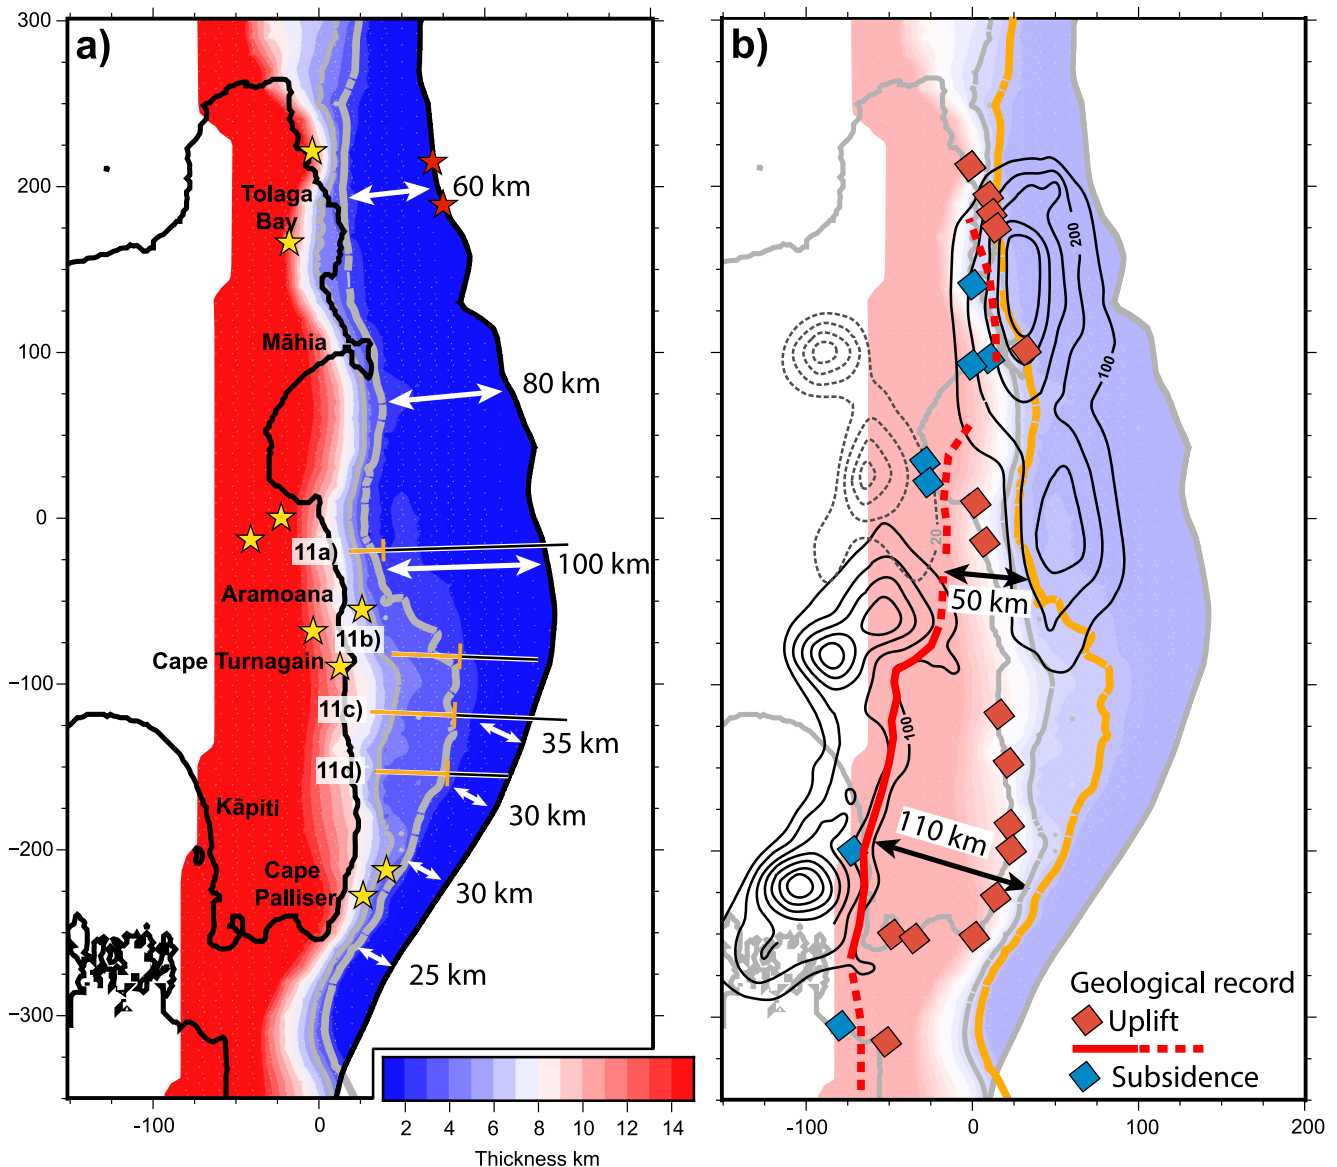 a)
300
200
100
0
−100
−200
−300
Tolaga
Bay
60 km
Māhia
80 km
11a)
100 km
Aramoana
11b)
Cape Turnagain
11c)
35 km
11d)
Kāpiti
30 km
Cape
Palliser
30 km
25 km
-100
0
2
4
6
8
10
12
14
Thickness km
b)
200
100
20
50 km
100
0
110 km
Geological record
Uplift
Subsidence
-100
0
100
200